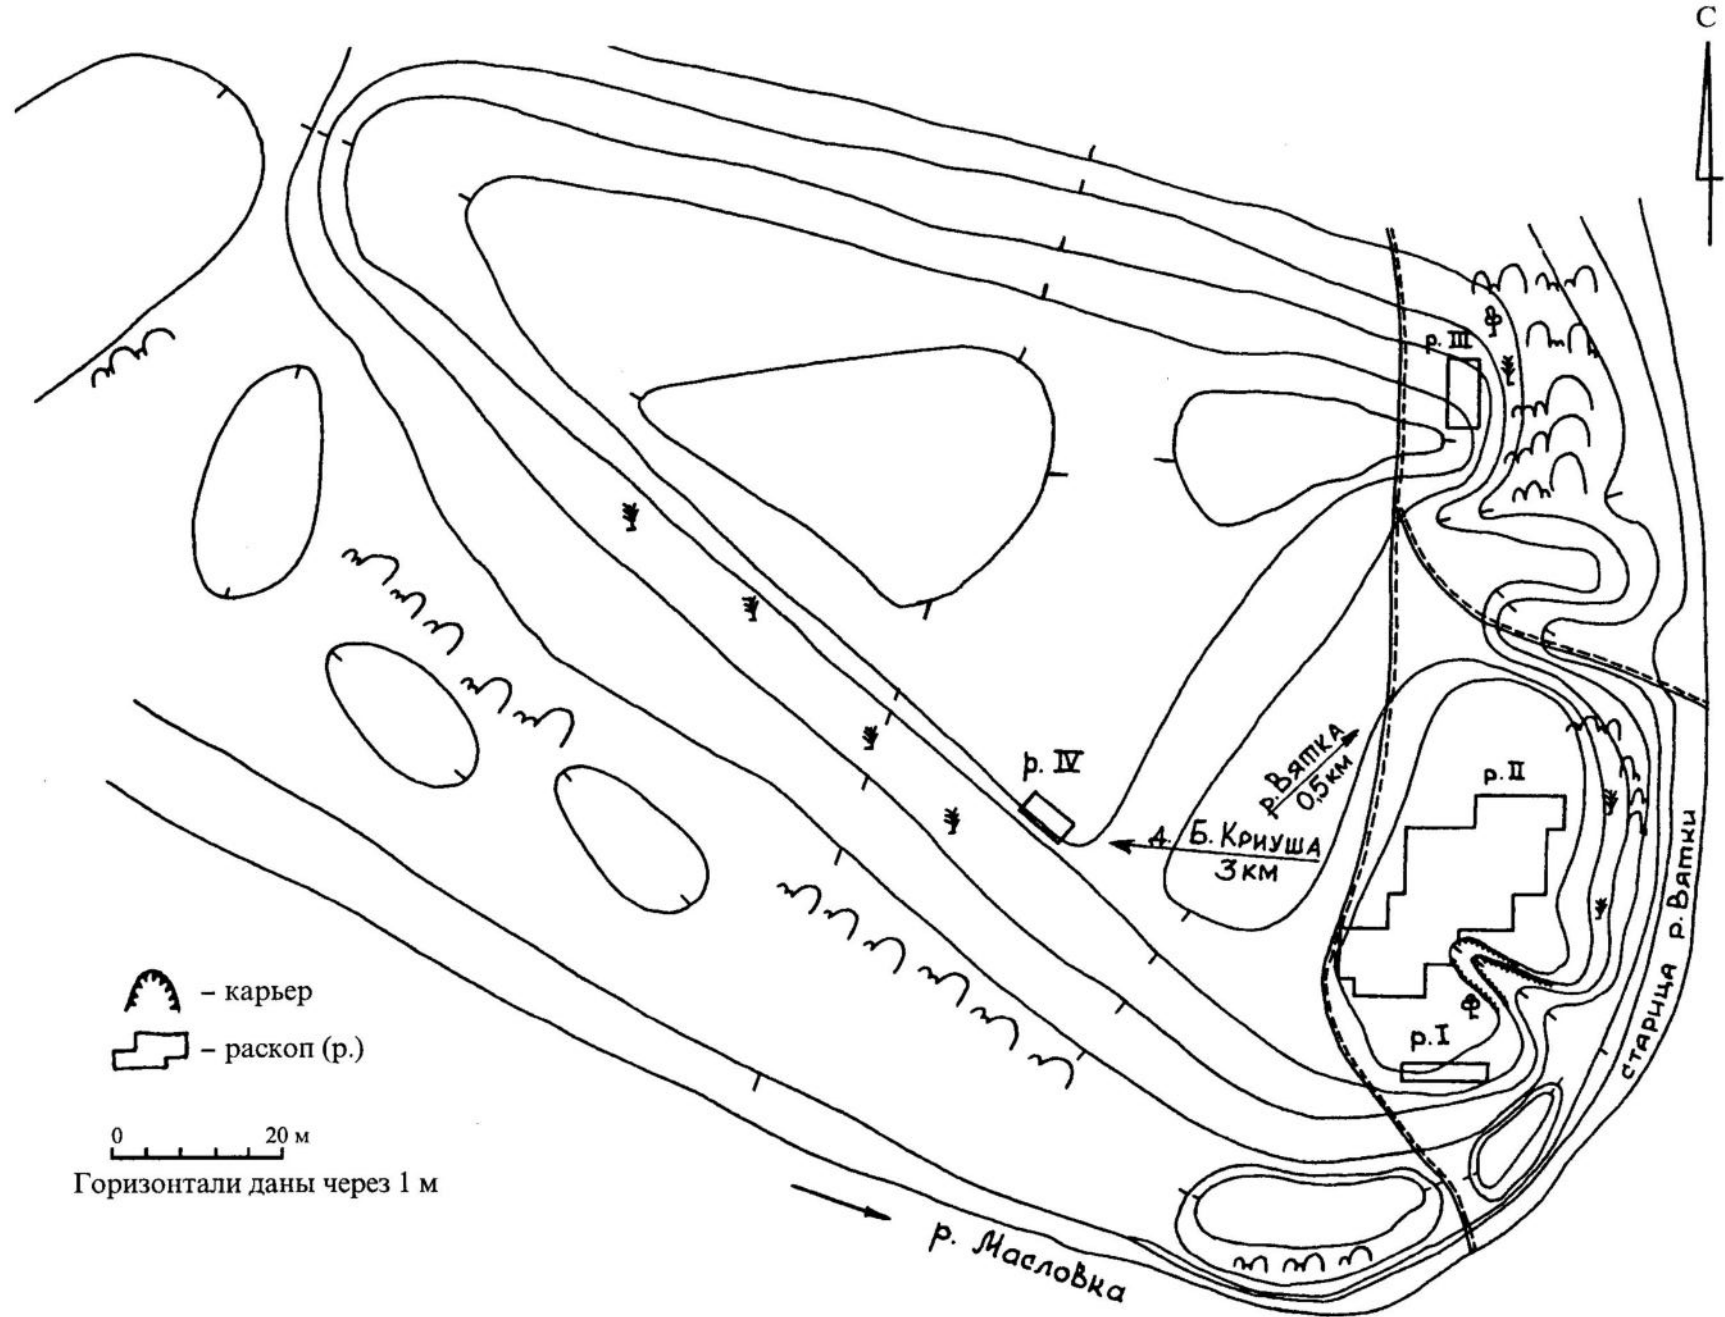 С
р. III
р. IV
р. Вятка
0,5 км
р. II
д. Б. Криуша
3 км
старица р. Вятки
р. I
– карьер
– раскоп (р.)
0 20 м
Горизонтали даны через 1 м
р. Масловка